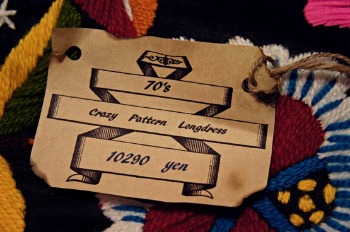 70's
Crazy Pattern Longdress
10290 yen